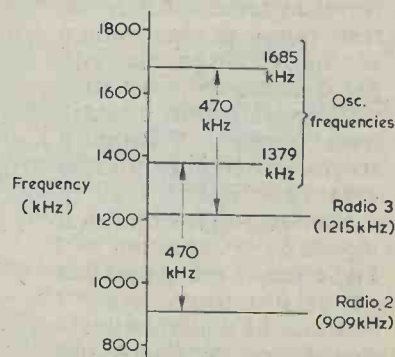 1800
1685
kHz
1600
470
kHz
Osc.
frequencies
1400
1379
kHz
Frequency
(kHz)
1200
Radio 3
(1215kHz)
470
kHz
1000
Radio 2
(909kHz)
800